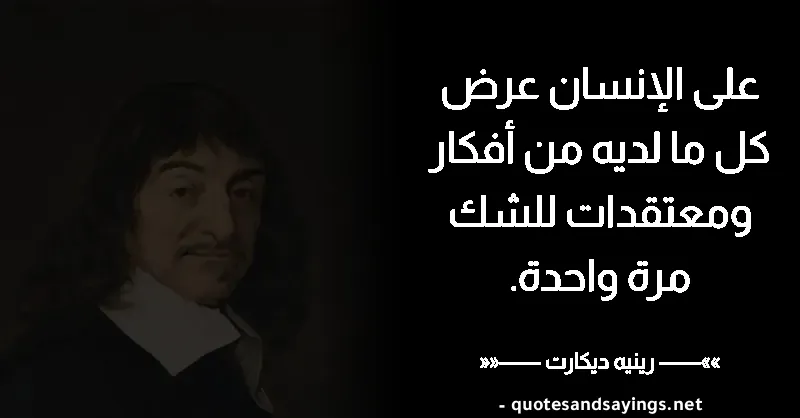 على الإنسان عرض
كل ما لديه من أفكار
ومعتقدات للشك
مرة واحدة.
»»—— رينيه ديكارت ——««
- quotesandsayings.net